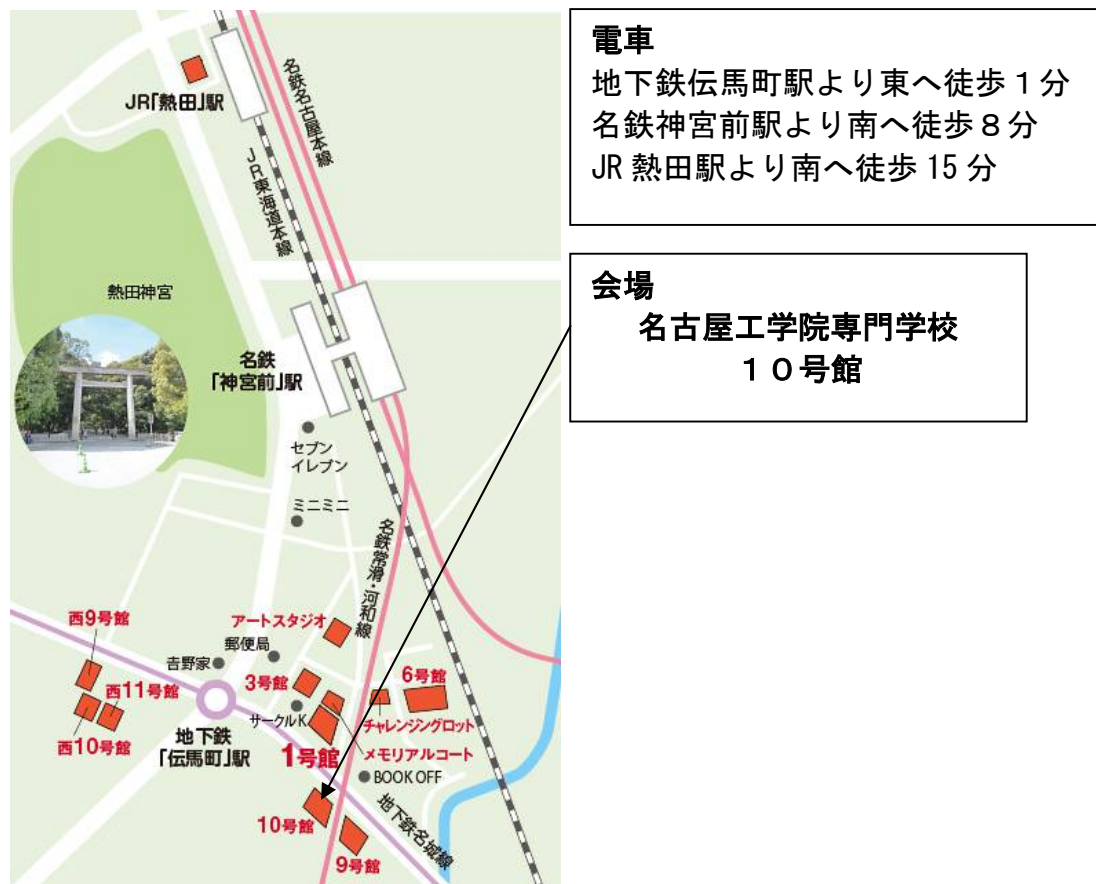 電車
地下鉄伝馬町駅より東へ徒歩１分
名鉄神宮前駅より南へ徒歩８分
JR 熱田駅より南へ徒歩 15 分
会場
名古屋工学院専門学校
１０号館
JR「熱田」駅
名鉄名古屋本線
JR東海道本線
熱田神宮
名鉄
「神宮前」駅
セブン
イレブン
ミニミニ
名鉄常滑・河和線
西9号館
アートスタジオ
郵便局
吉野家
3号館
6号館
西11号館
サークルK
チャレンジングロット
西10号館
地下鉄
「伝馬町」駅
1号館
メモリアルコート
BOOK OFF
10号館
地下鉄名城線
9号館